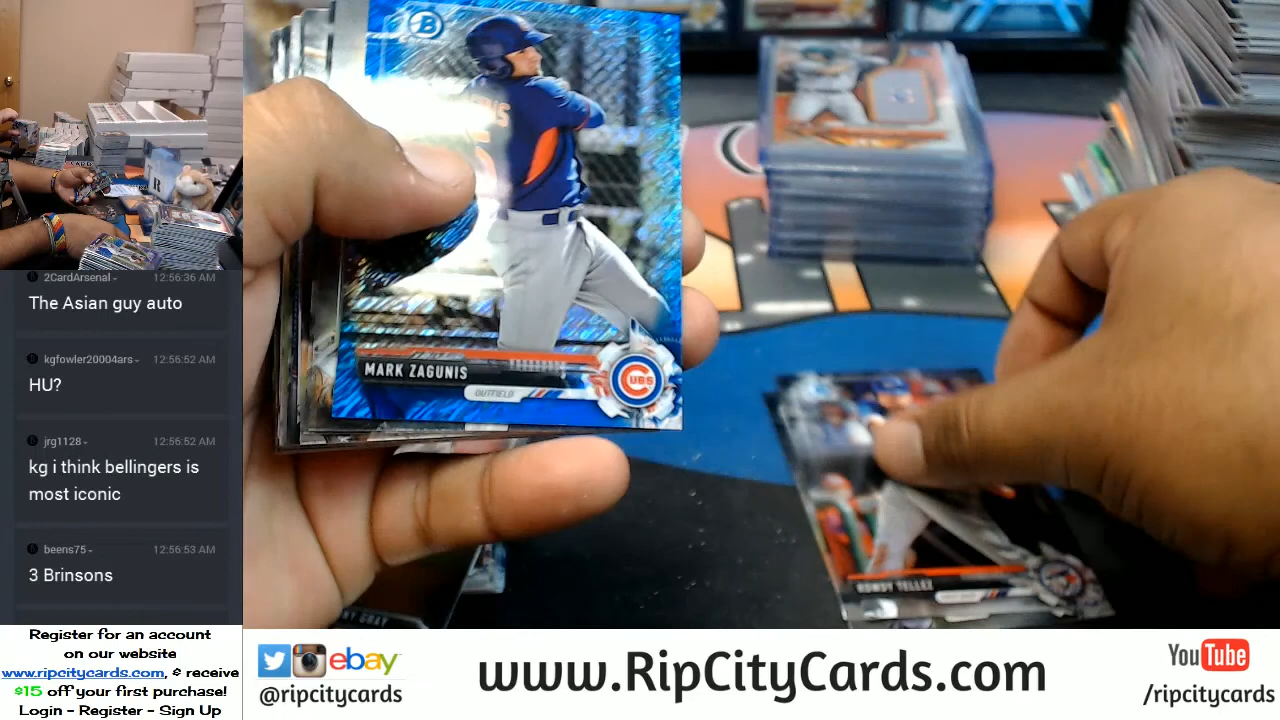 2CardArsenal
12:56:36 AM
The Asian guy auto
kgfowler20004ars
12:56:52 AM
HU?
jrg1128
12:56:52 AM
kg i think bellingers is
most iconic
beens75
12:56:53 AM
3 Brinsons
Register for an account
on our website
www.ripcitycards.com, & receive
$15 off your first purchase!
Login - Register - Sign Up
B
MARK ZAGUNIS
OUTFIELD
CUBS
ROWDY TELLEZ
GRAY
ebay
@ripcitycards
www.RipCityCards.com
YouTube
/ripcitycards